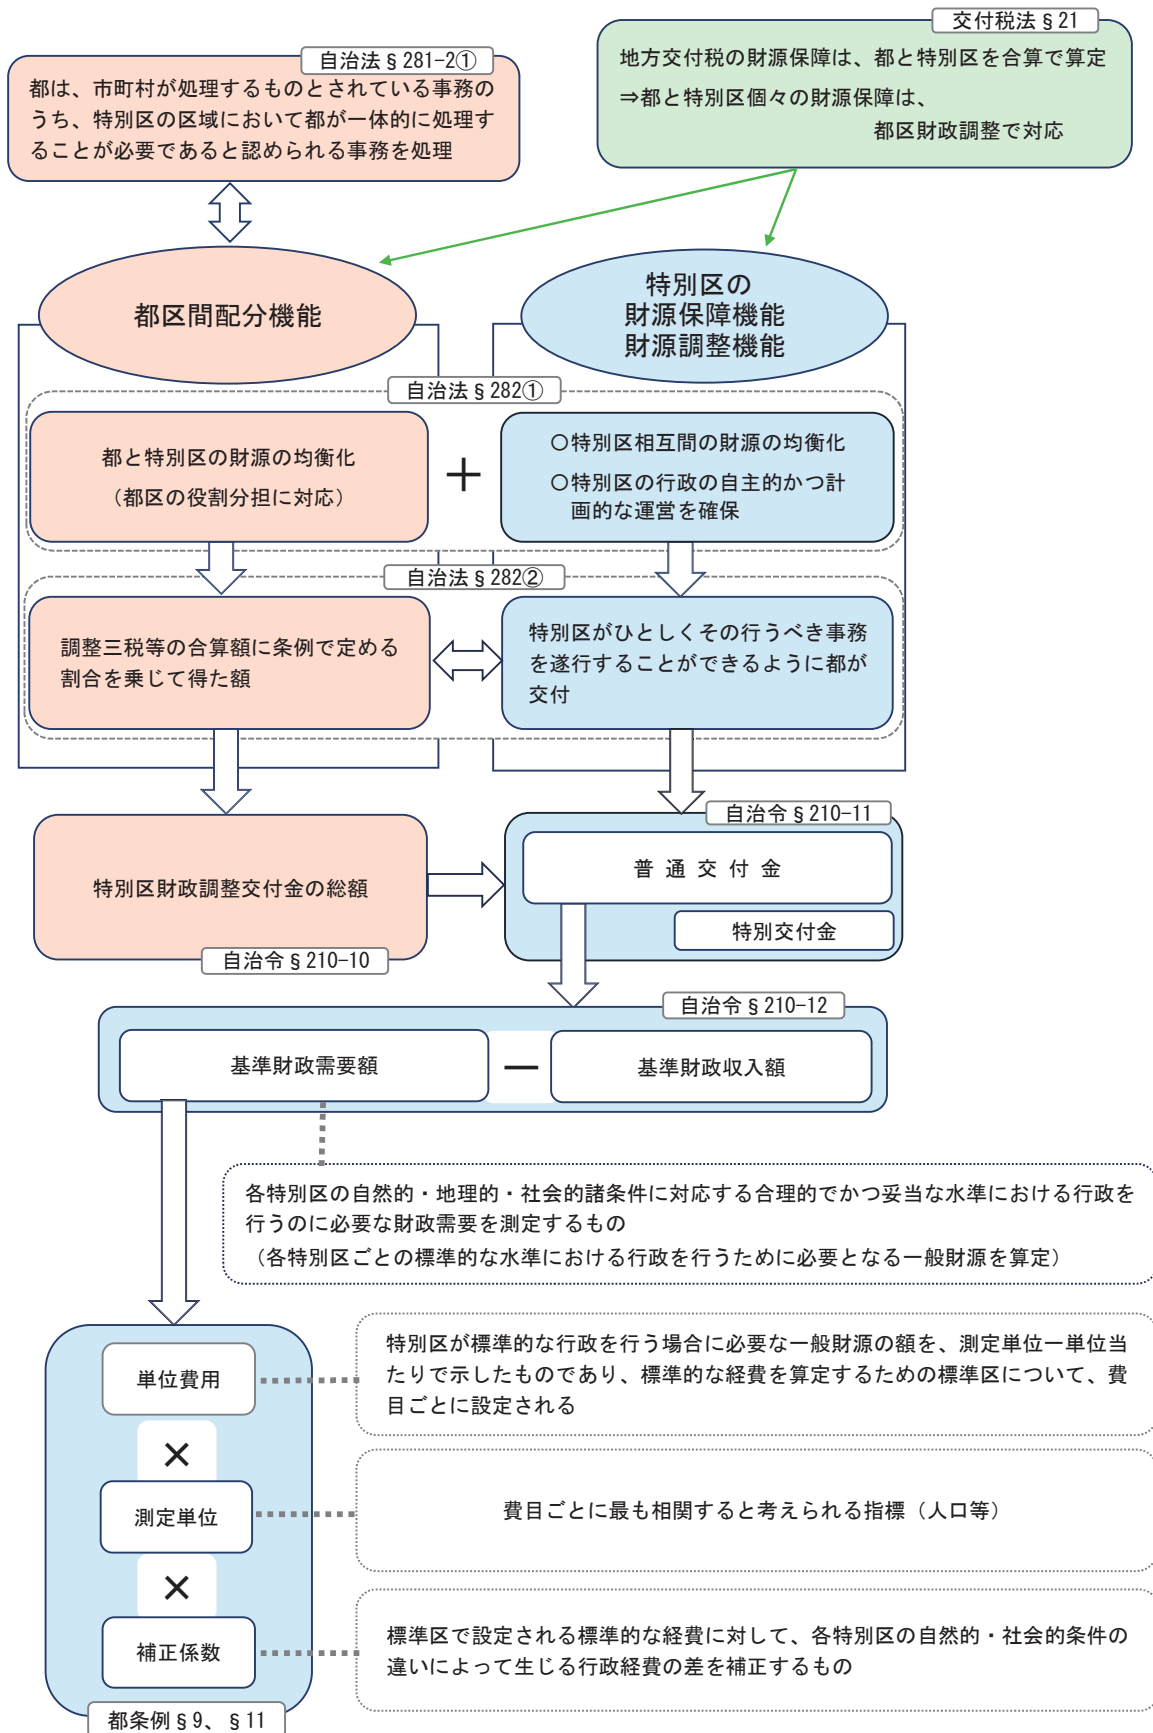 交付税法§21
地方交付税の財源保障は、都と特別区を合算で算定
⇒都と特別区個々の財源保障は、
都区財政調整で対応
自治法§281-2①
都は、市町村が処理するものとされている事務の
うち、特別区の区域において都が一体的に処理す
ることが必要であると認められる事務を処理
都区間配分機能
特別区の
財源保障機能
財源調整機能
自治法§282①
都と特別区の財源の均衡化
（都区の役割分担に対応）
＋
○特別区相互間の財源の均衡化
○特別区の行政の自主的かつ計
画的な運営を確保
自治法§282②
調整三税等の合算額に条例で定める
割合を乗じて得た額
特別区がひとしくその行うべき事務
を遂行することができるように都が
交付
特別区財政調整交付金の総額
自治令§210-10
自治令§210-11
普通交付金
特別交付金
自治令§210-12
基準財政需要額
－
基準財政収入額
各特別区の自然的・地理的・社会的諸条件に対応する合理的でかつ妥当な水準における行政を
行うのに必要な財政需要を測定するもの
（各特別区ごとの標準的な水準における行政を行うために必要となる一般財源を算定）
単位費用
特別区が標準的な行政を行う場合に必要な一般財源の額を、測定単位一単位当
たりで示したものであり、標準的な経費を算定するための標準区について、費
目ごとに設定される
×
測定単位
費目ごとに最も相関すると考えられる指標（人口等）
×
補正係数
標準区で設定される標準的な経費に対して、各特別区の自然的・社会的条件の
違いによって生じる行政経費の差を補正するもの
都条例§9、§11